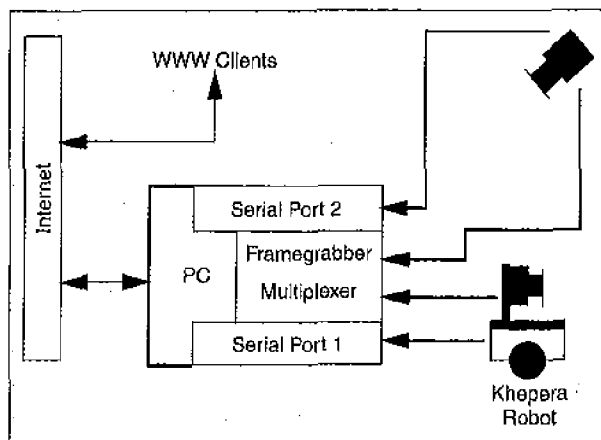 WWW Clients
Internet
Serial Port 2
Framegrabber
PC
Multiplexer
Serial Port 1
Khepera
Robot